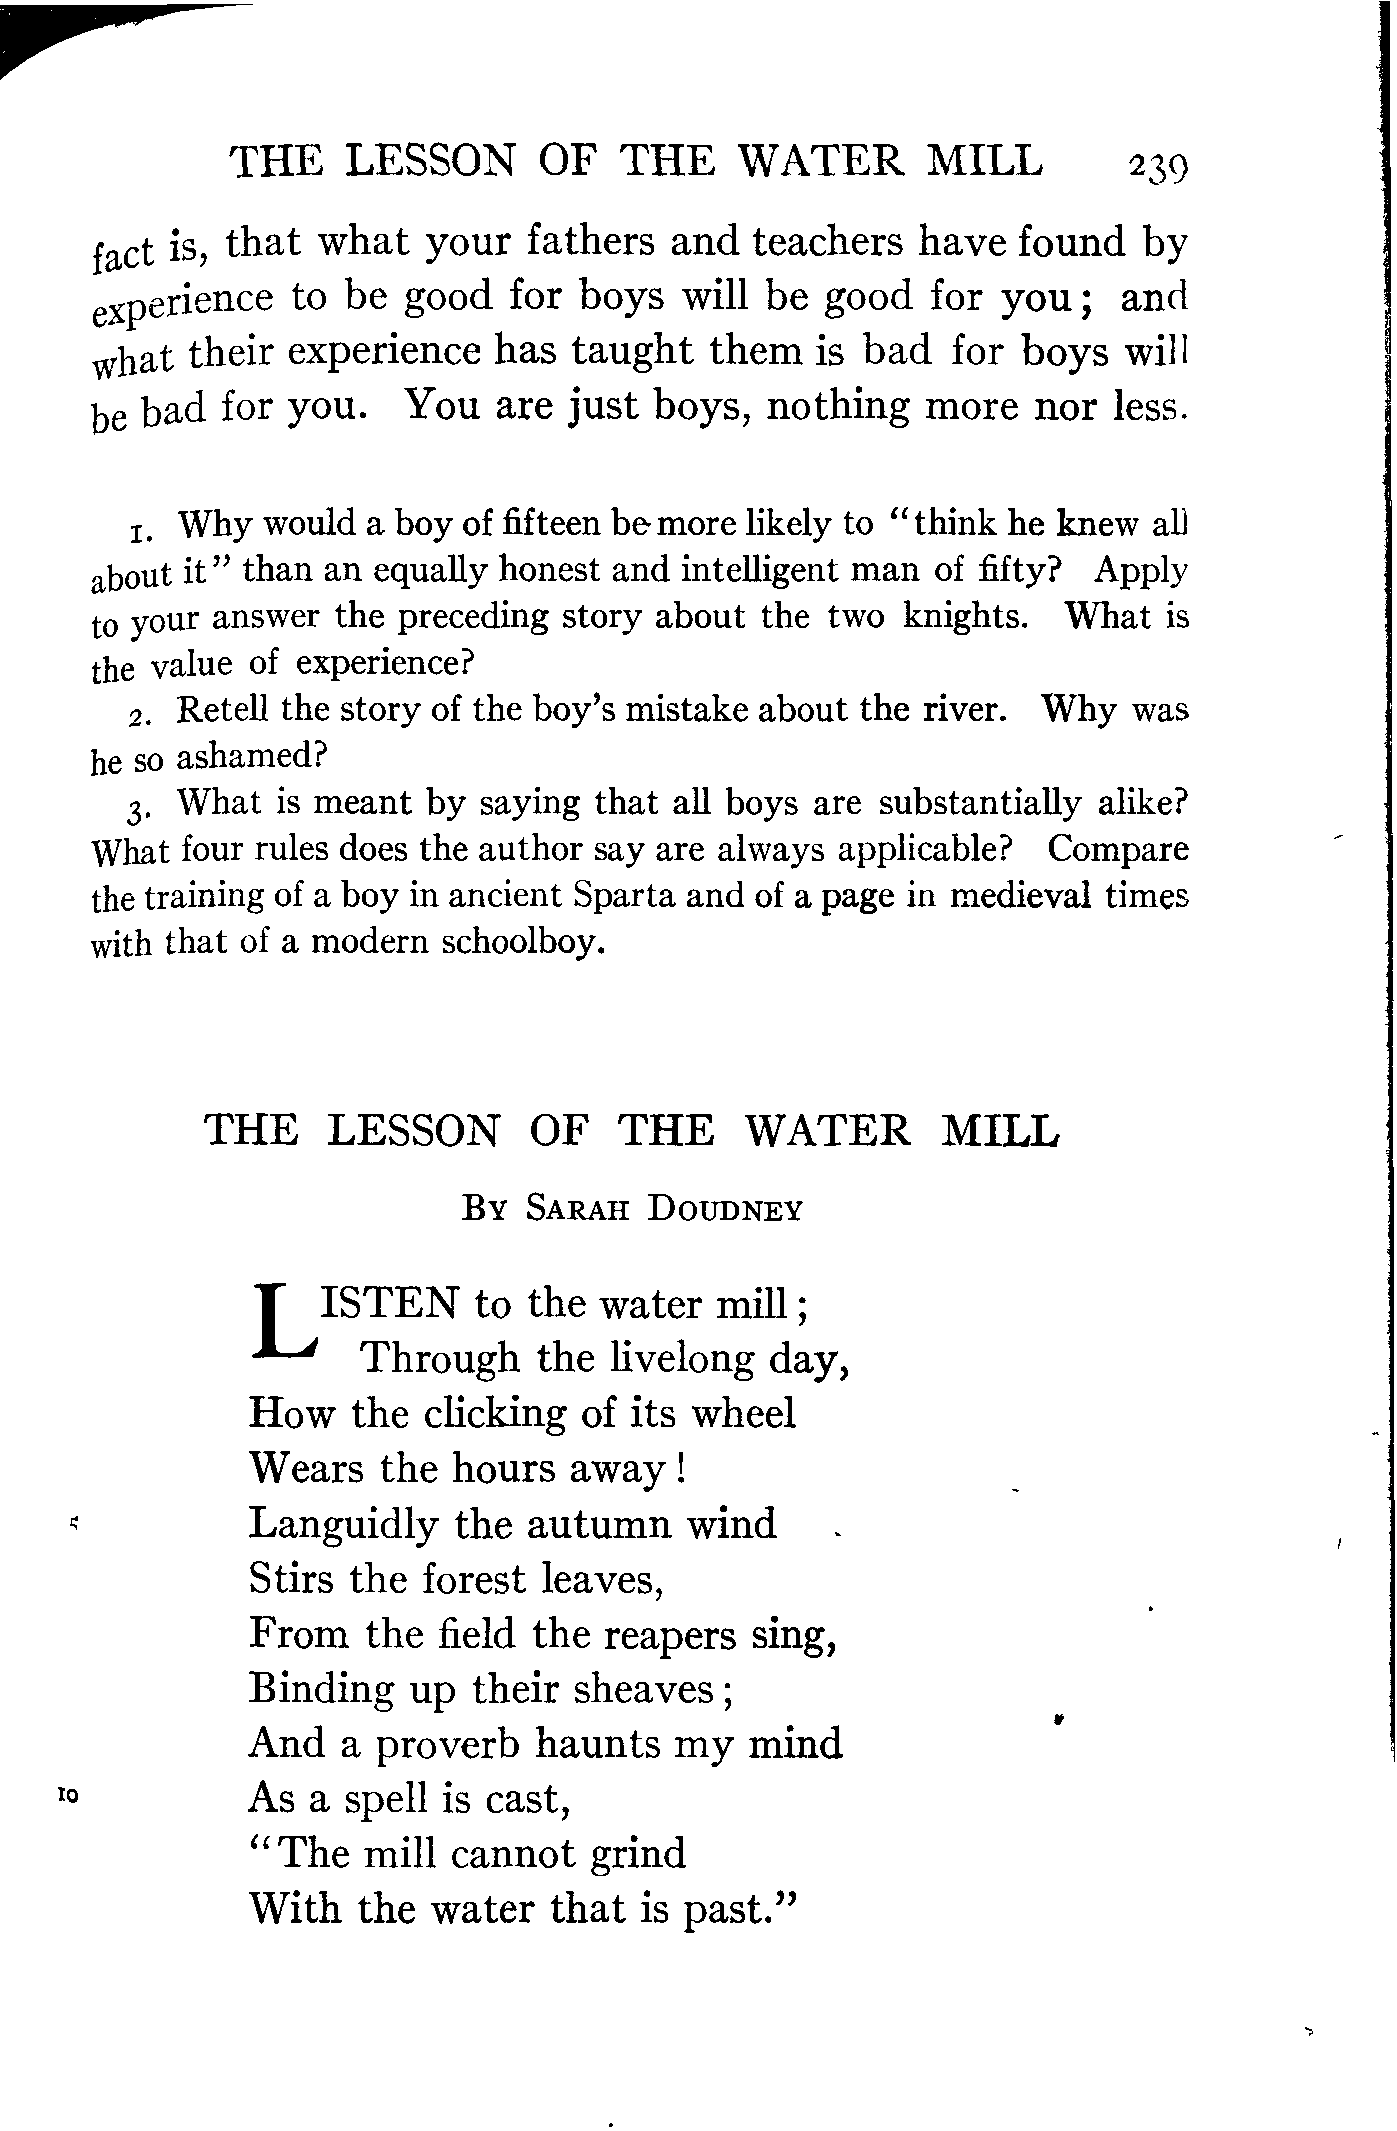 THE LESSON OF THE WATER MILL 239
fact is, that what your fathers and teachers have found by
experience to be good for boys will be good for you; and
what their experience has taught them is bad for boys will
be bad for you. You are just boys, nothing more nor less.
1. Why would a boy of fifteen be more likely to "think he knew all
about it" than an equally honest and intelligent man of fifty? Apply
to your answer the preceding story about the two knights. What is
the value of experience?
2. Retell the story of the boy's mistake about the river. Why was
he so ashamed?
3. What is meant by saying that all boys are substantially alike?
What four rules does the author say are always applicable? Compare
the training of a boy in ancient Sparta and of a page in medieval times
with that of a modern schoolboy.
THE LESSON OF THE WATER MILL
BY SARAH DOUDNEY
LISTEN to the water mill;
Through the livelong day,
How the clicking of its wheel
Wears the hours away!
5 Languidly the autumn wind
Stirs the forest leaves,
From the field the reapers sing,
Binding up their sheaves;
And a proverb haunts my mind
10 As a spell is cast,
"The mill cannot grind
With the water that is past."